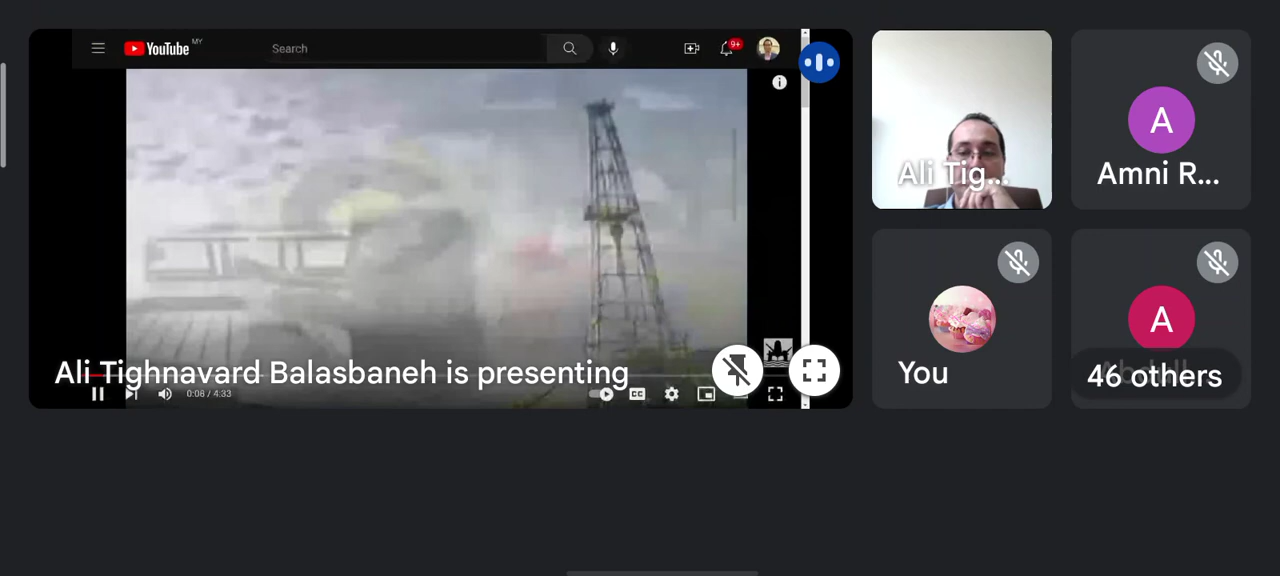 YouTube MY
Search
9+
Ali Tighnavard Balasbaneh is presenting
0:08 / 4:33
CC
Ali Tig...
A
Amni R...
You
A
46 others